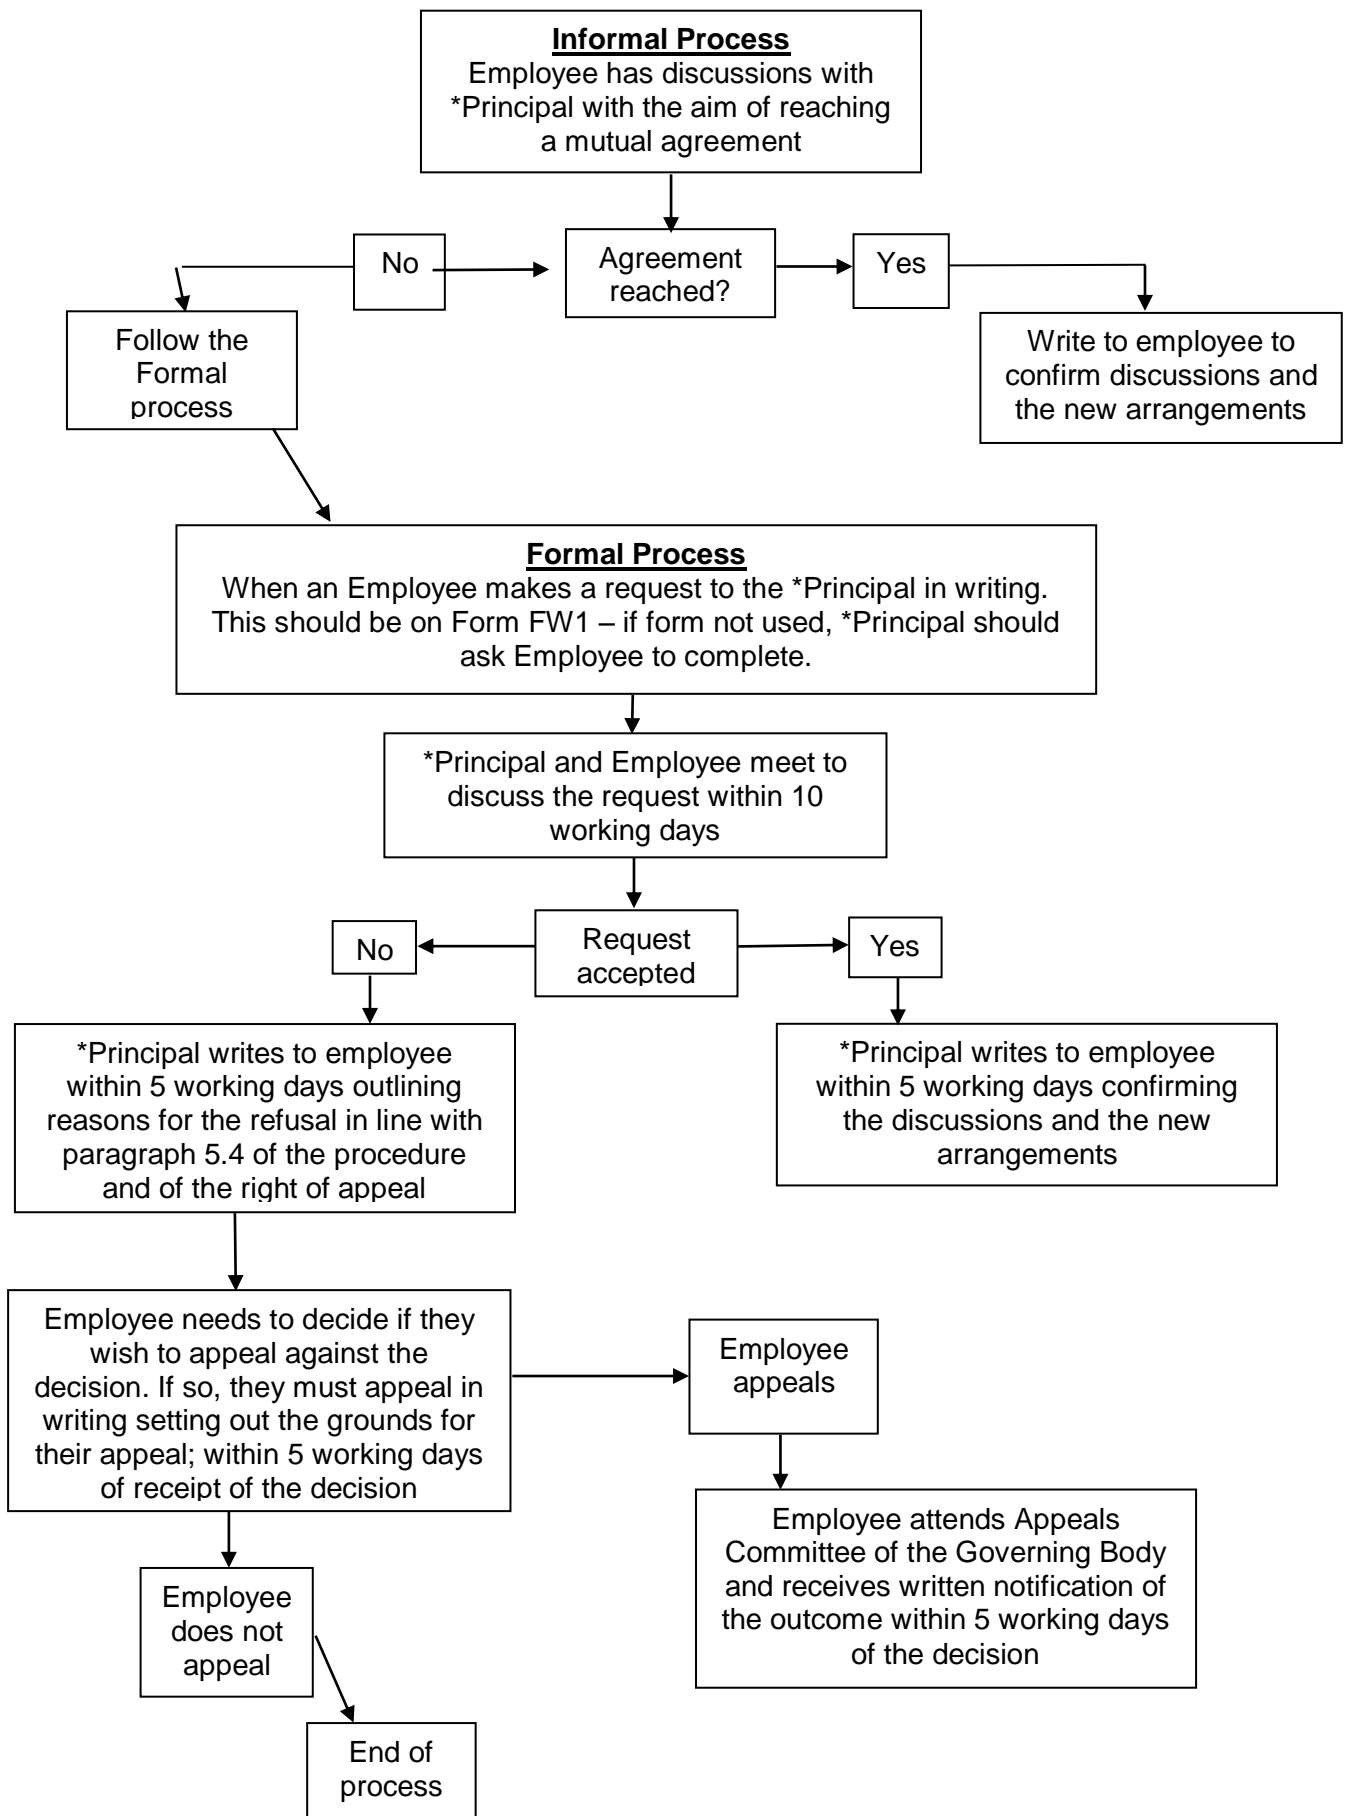 Informal Process
Employee has discussions with
*Principal with the aim of reaching
a mutual agreement
No
Agreement
reached?
Yes
Follow the
Formal
process
Write to employee to
confirm discussions and
the new arrangements
Formal Process
When an Employee makes a request to the *Principal in writing.
This should be on Form FW1 – if form not used, *Principal should
ask Employee to complete.
*Principal and Employee meet to
discuss the request within 10
working days
No
Request
accepted
Yes
*Principal writes to employee
within 5 working days outlining
reasons for the refusal in line with
paragraph 5.4 of the procedure
and of the right of appeal
*Principal writes to employee
within 5 working days confirming
the discussions and the new
arrangements
Employee needs to decide if they
wish to appeal against the
decision. If so, they must appeal in
writing setting out the grounds for
their appeal; within 5 working days
of receipt of the decision
Employee
appeals
Employee attends Appeals
Committee of the Governing Body
and receives written notification of
the outcome within 5 working days
of the decision
Employee
does not
appeal
End of
process